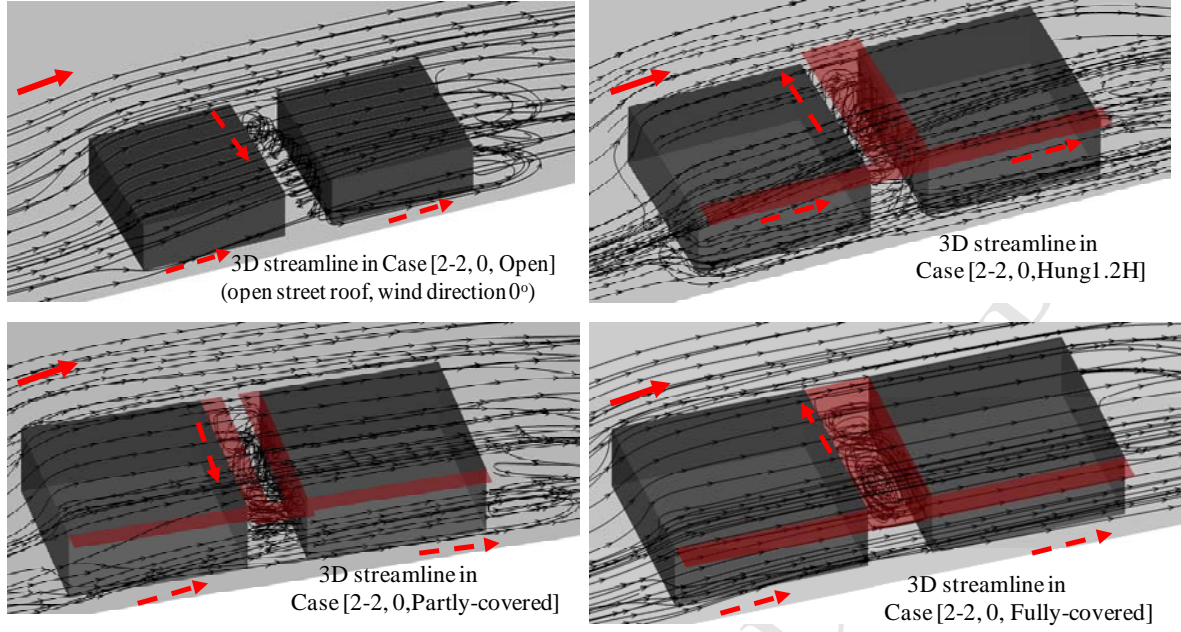 3D streamline in Case [2-2, 0, Open]
(open street roof, wind direction 0°)
3D streamline in
Case [2-2, 0,Hung1.2H]
3D streamline in
Case [2-2, 0,Partly-covered]
3D streamline in
Case [2-2, 0, Fully-covered]